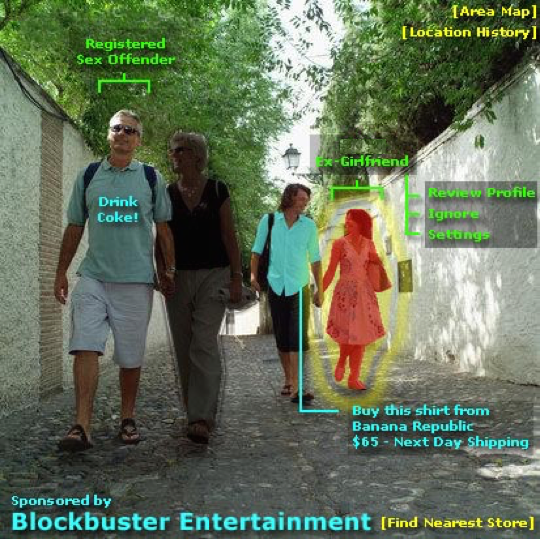 [Area Map]
[Location History]
Registered
Sex Offender
Ex-Girlfriend
Review Profile
Ignore
Settings
Drink
Coke!
Buy this shirt from
Banana Republic
$65 - Next Day Shipping
Sponsored by
Blockbuster Entertainment [Find Nearest Store]